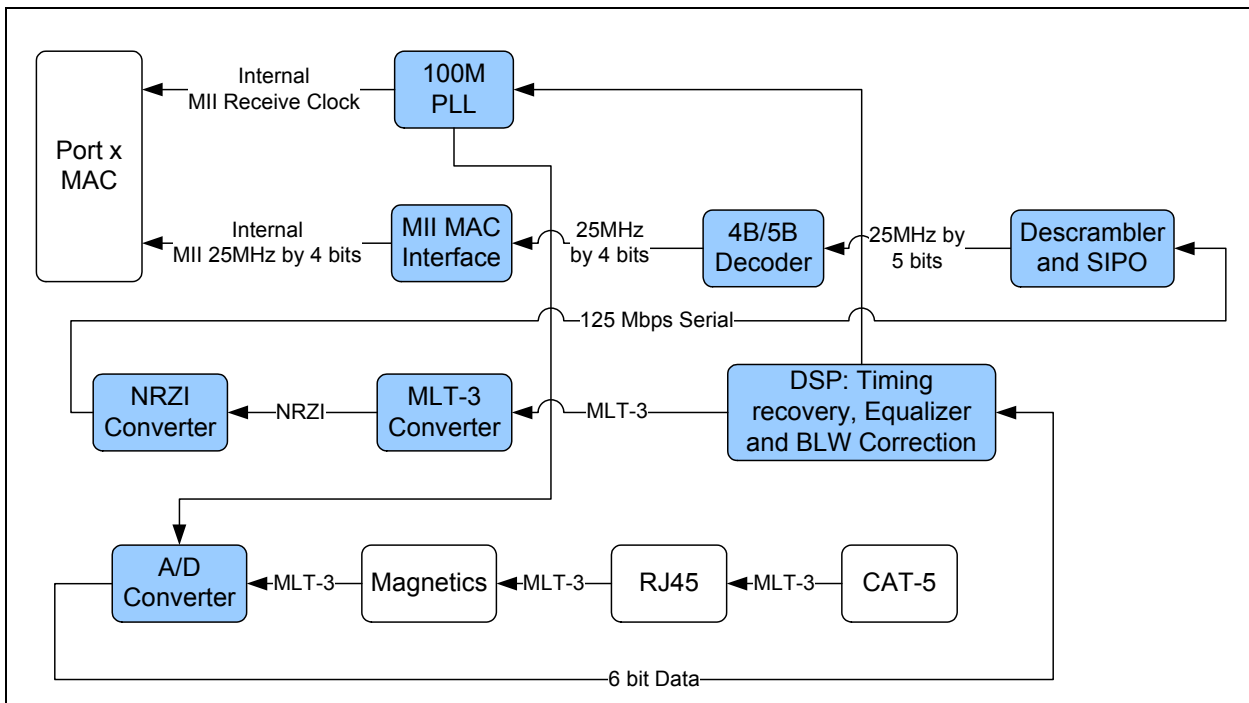 Internal
MII Receive Clock
100M
PLL
Port x
MAC
Internal
MII 25MHz by 4 bits
MII MAC
Interface
25MHz
by 4 bits
4B/5B
Decoder
25MHz by
5 bits
Descrambler
and SIPO
125 Mbps Serial
NRZI
Converter
NRZI
MLT-3
Converter
MLT-3
DSP: Timing
recovery, Equalizer
and BLW Correction
A/D
Converter
MLT-3
Magnetics
MLT-3
RJ45
MLT-3
CAT-5
6 bit Data